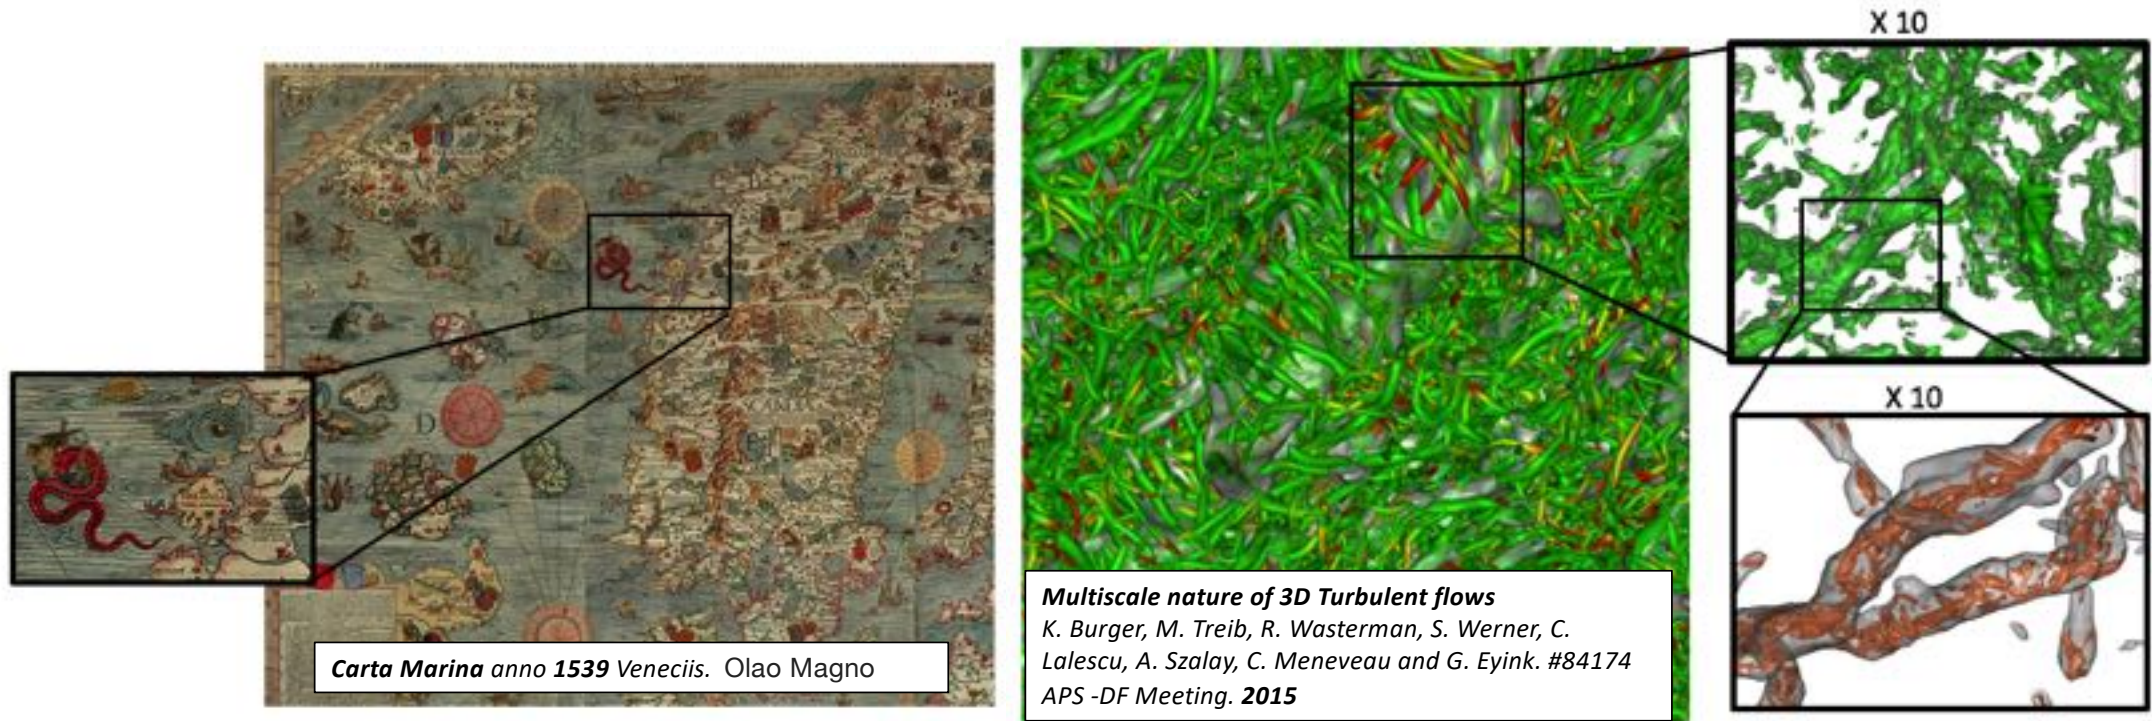 X 10
D
X 10
Carta Marina anno 1539 Veneciis. Olao Magno
Multiscale nature of 3D Turbulent flows
K. Burger, M. Treib, R. Wasterman, S. Werner, C.
Lalescu, A. Szalay, C. Meneveau and G. Eyink. #84174
APS -DF Meeting. 2015